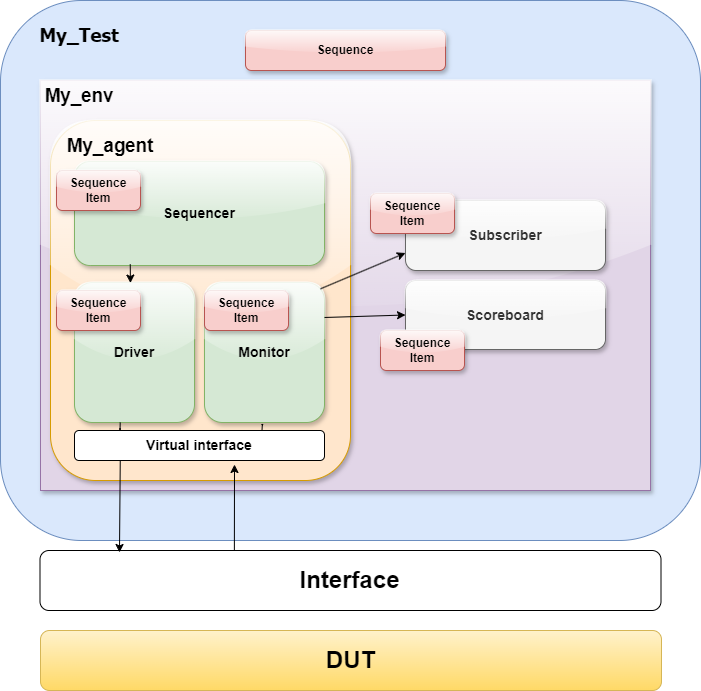 My_Test
Sequence
My_env
My_agent
Sequence
Item
Sequencer
Sequence
Item
Subscriber
Sequence
Item
Driver
Sequence
Item
Monitor
Scoreboard
Sequence
Item
Virtual interface
Interface
DUT